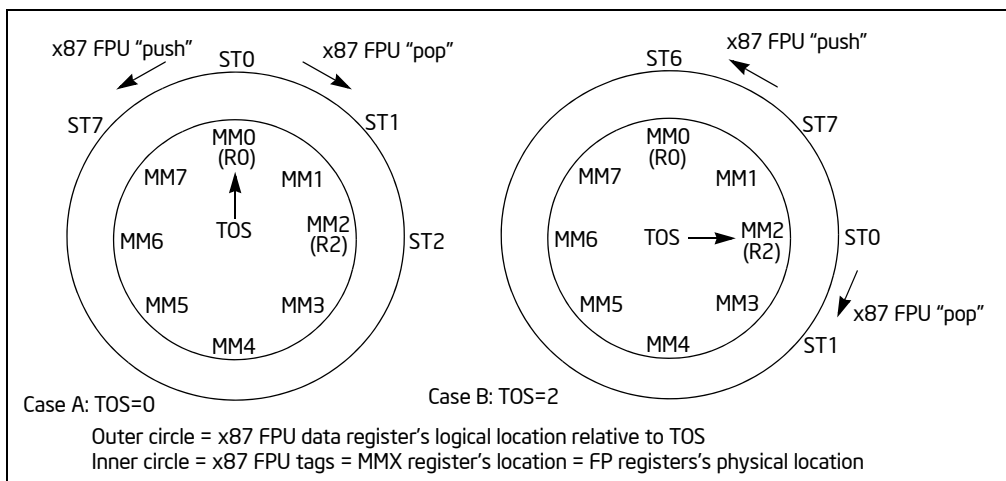 x87 FPU “push”
ST0
x87 FPU “pop”
ST7
ST1
MM0
(R0)
MM7
MM1
TOS
MM2
(R2)
ST2
MM6
MM5
MM3
MM4
Case A: TOS=0
ST6
x87 FPU “push”
ST7
MM0
(R0)
MM7
MM1
MM6
TOS
MM2
(R2)
ST0
MM5
MM3
x87 FPU “pop”
MM4
ST1
Case B: TOS=2
Outer circle = x87 FPU data register’s logical location relative to TOS
Inner circle = x87 FPU tags = MMX register’s location = FP registers’s physical location